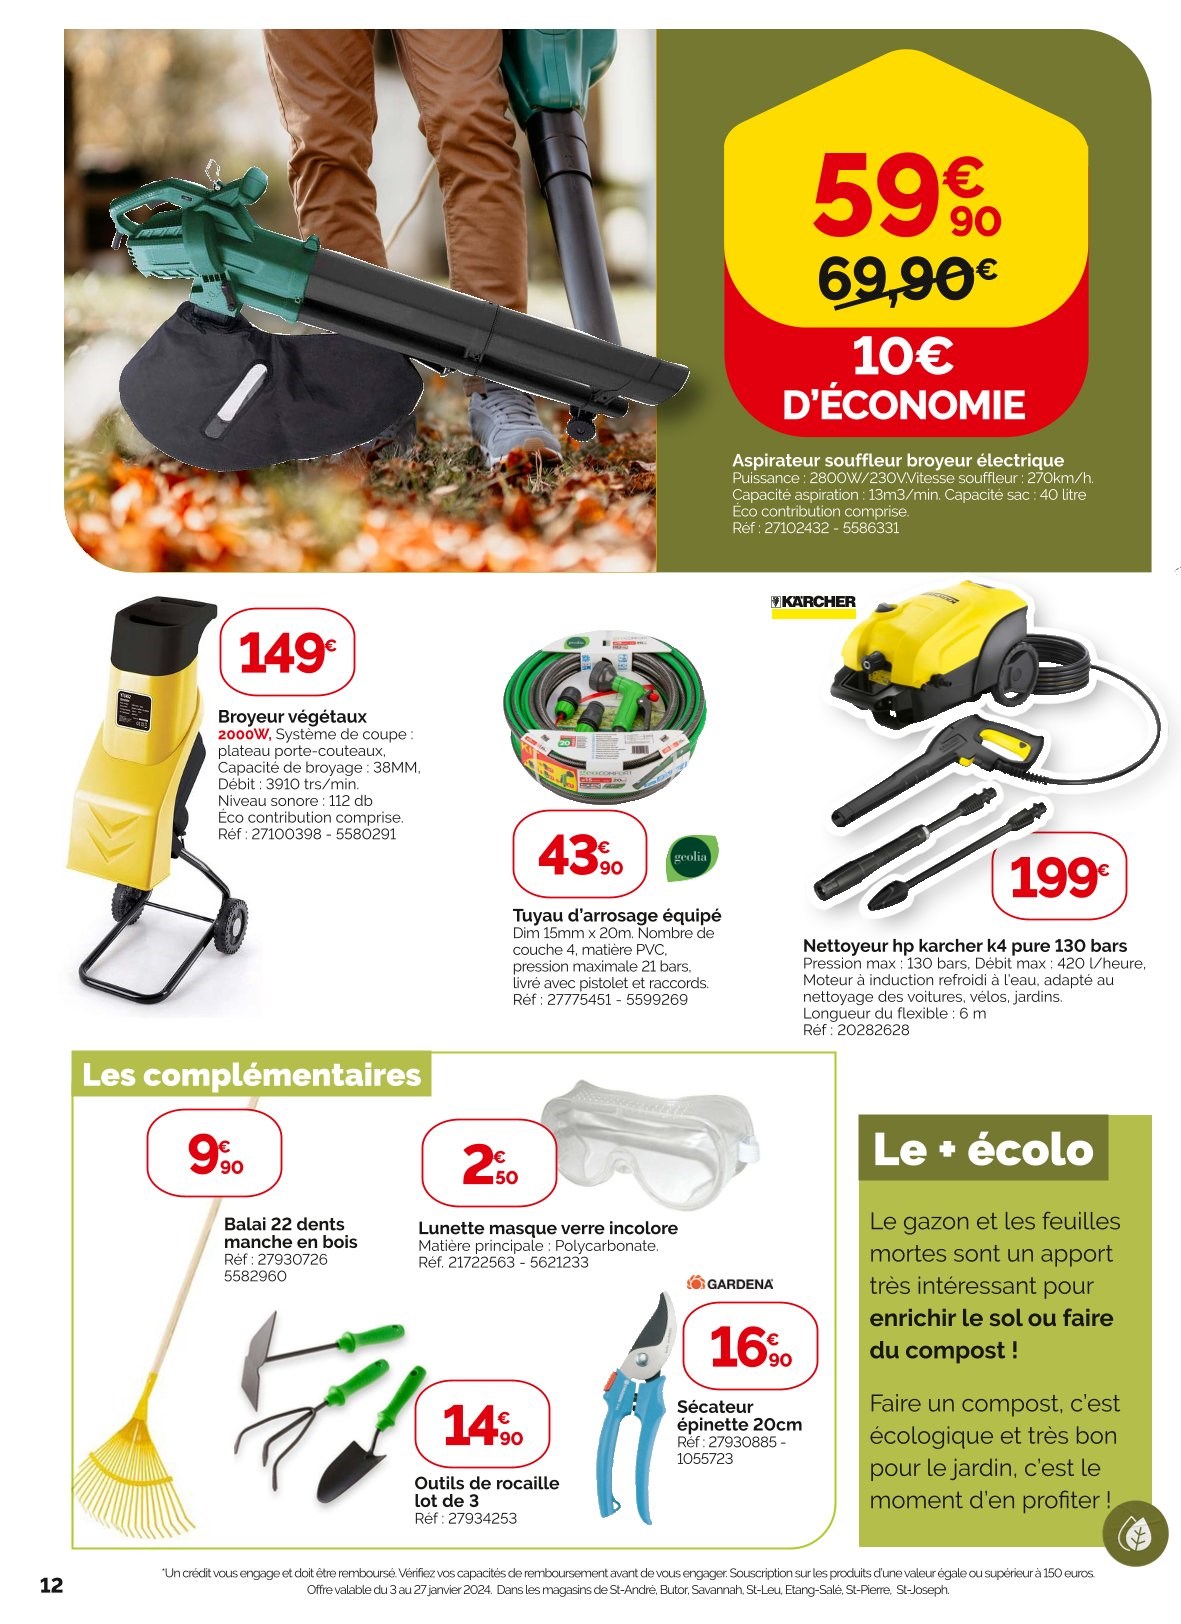 59€90
69,90€
10€
D'ÉCONOMIE
Aspirateur souffleur broyeur électrique
Puissance : 2800W/230V.Vitesse souffleur : 270km/h.
Capacité aspiration : 13m3/min. Capacité sac : 40 litre
Éco contribution comprise.
Réf : 27102432 - 5586331
149€
Broyeur végétaux
2000W, Système de coupe :
plateau porte-couteaux,
Capacité de broyage : 38MM,
Débit : 3910 trs/min.
Niveau sonore : 112 db
Éco contribution comprise.
Réf : 27100398 - 5580291
geolia
43€90
geolia
Tuyau d'arrosage équipé
Dim 15mm x 20m. Nombre de
couche 4, matière PVC,
pression maximale 21 bars,
livré avec pistolet et raccords.
Réf : 27775451 - 5599269
KÄRCHER
199€
Nettoyeur hp karcher k4 pure 130 bars
Pression max : 130 bars, Débit max : 420 l/heure,
Moteur à induction refroidi à l'eau, adapté au
nettoyage des voitures, vélos, jardins.
Longueur du flexible : 6 m
Réf : 20282628
Les complémentaires
9€90
Balai 22 dents
manche en bois
Réf : 27930726
5582960
2€50
Lunette masque verre incolore
Matière principale : Polycarbonate.
Réf. 21722563 - 5621233
14€90
Outils de rocaille
lot de 3
Réf : 27934253
GARDENA
16€90
Sécateur
épinette 20cm
Réf : 27930885 -
1055723
Le + écolo
Le gazon et les feuilles
mortes sont un apport
très intéressant pour
enrichir le sol ou faire
du compost !
Faire un compost, c'est
écologique et très bon
pour le jardin, c'est le
moment d'en profiter !
12
*Un crédit vous engage et doit être remboursé. Vérifiez vos capacités de remboursement avant de vous engager. Souscription sur les produits d'une valeur égale ou supérieur à 150 euros.
Offre valable du 3 au 27 janvier 2024. Dans les magasins de St-André, Butor, Savannah, St-Leu, Etang-Salé, St-Pierre, St-Joseph.